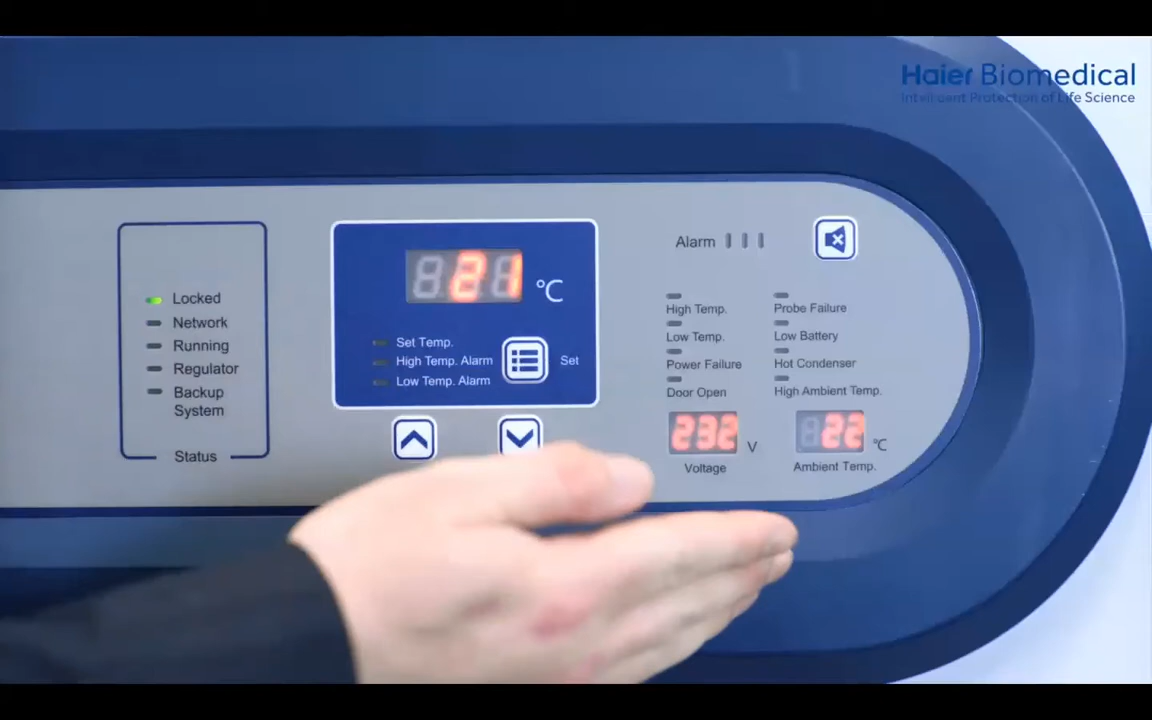 Haier Biomedical
Intelligent Protection of Life Science
Locked
Network
Running
Regulator
Backup
System
Status
21 °C
Set Temp.
High Temp. Alarm
Low Temp. Alarm
Set
Alarm
High Temp.
Low Temp.
Power Failure
Door Open
Probe Failure
Low Battery
Hot Condenser
High Ambient Temp.
232 V
Voltage
22 °C
Ambient Temp.